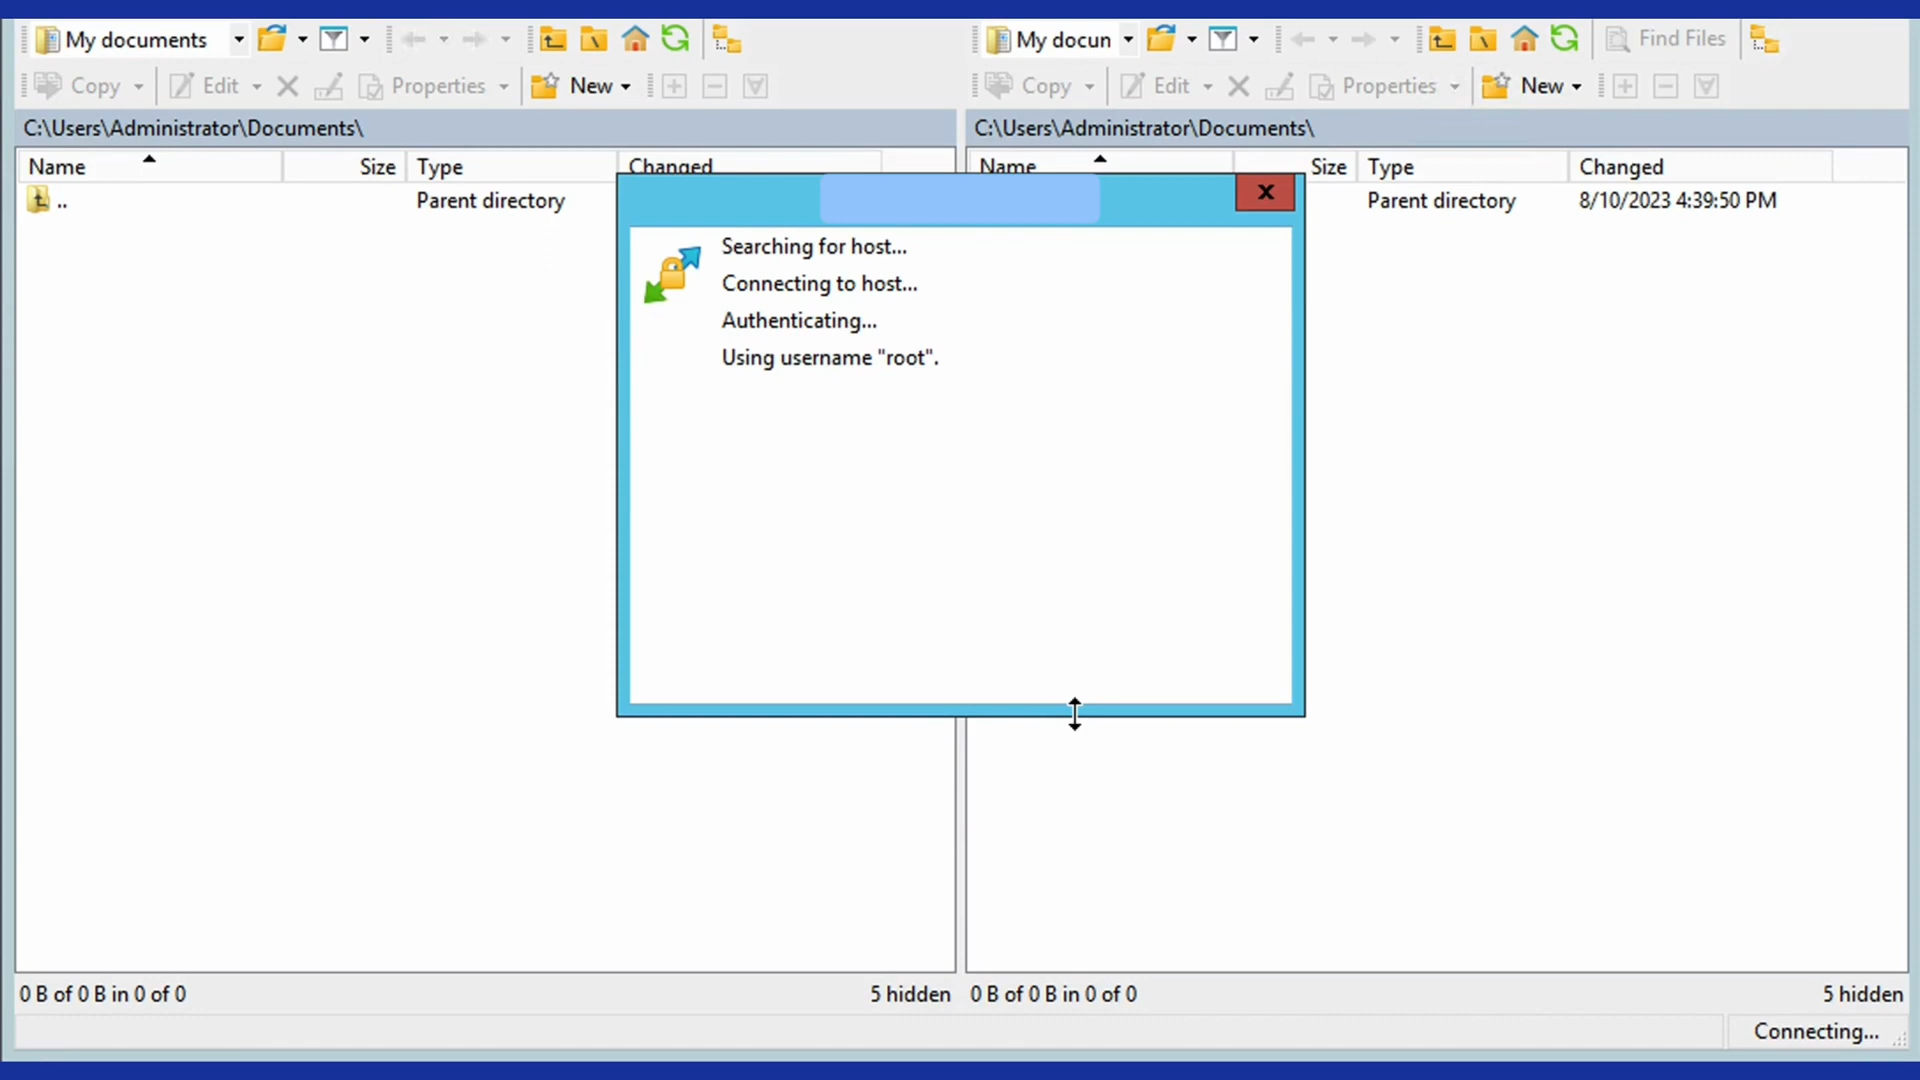 My documents
My docun
Find Files
Copy
Edit
Properties
New
Copy
Edit
Properties
New
C:\Users\Administrator\Documents\
C:\Users\Administrator\Documents\
Name
Size
Type
Changed
Name
Size
Type
Changed
..
Parent directory
Parent directory
8/10/2023 4:39:50 PM
Searching for host...
Connecting to host...
Authenticating...
Using username "root".
0 B of 0 B in 0 of 0
5 hidden
0 B of 0 B in 0 of 0
5 hidden
Connecting...